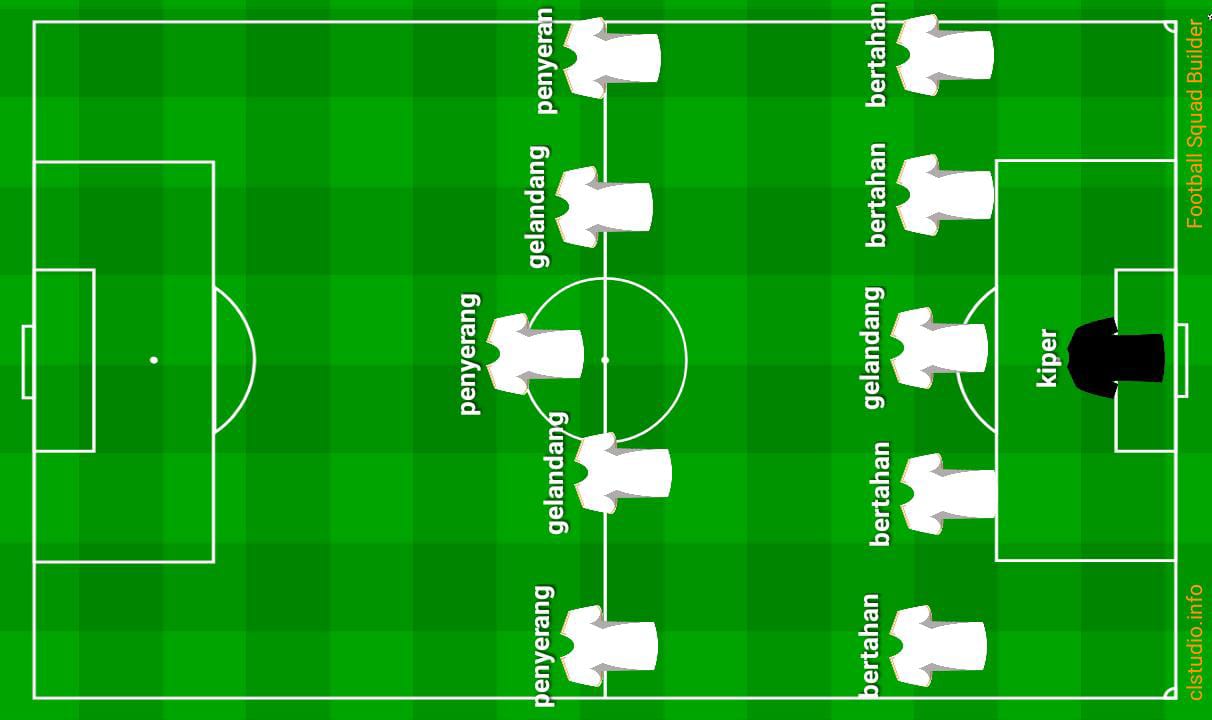 penyerang
penyerang
gelandang
gelandang
penyeran
bertahan
bertahan
gelandang
bertahan
bertahan
kiper
clstudio.info
Football Squad Builder